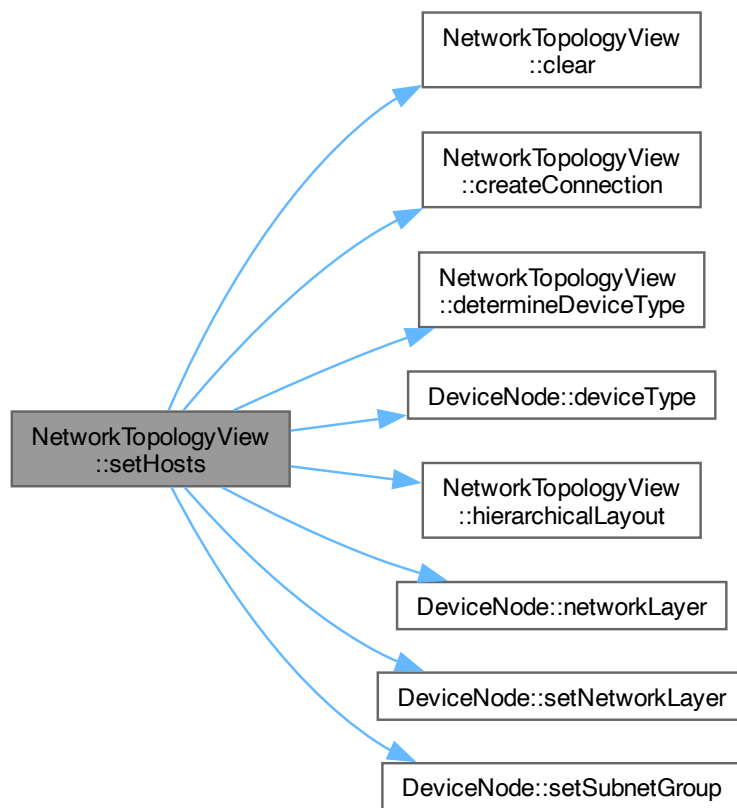 NetworkTopologyView
::clear
NetworkTopologyView
::createConnection
NetworkTopologyView
::determineDeviceType
DeviceNode::deviceType
NetworkTopologyView
::setHosts
NetworkTopologyView
::hierarchicalLayout
DeviceNode::networkLayer
DeviceNode::setNetworkLayer
DeviceNode::setSubnetGroup